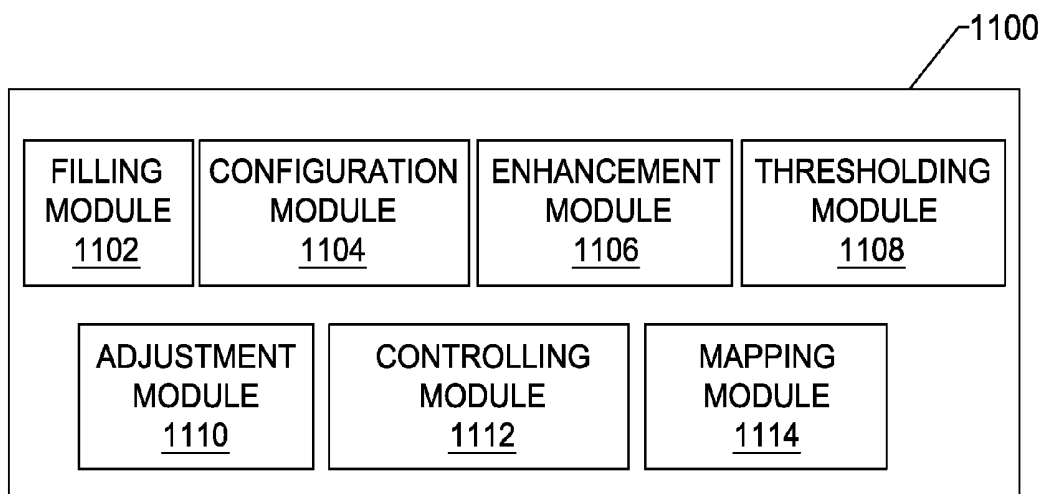 1100
FILLING
MODULE
1102
CONFIGURATION
MODULE
1104
ENHANCEMENT
MODULE
1106
THRESHOLDING
MODULE
1108
ADJUSTMENT
MODULE
1110
CONTROLLING
MODULE
1112
MAPPING
MODULE
1114